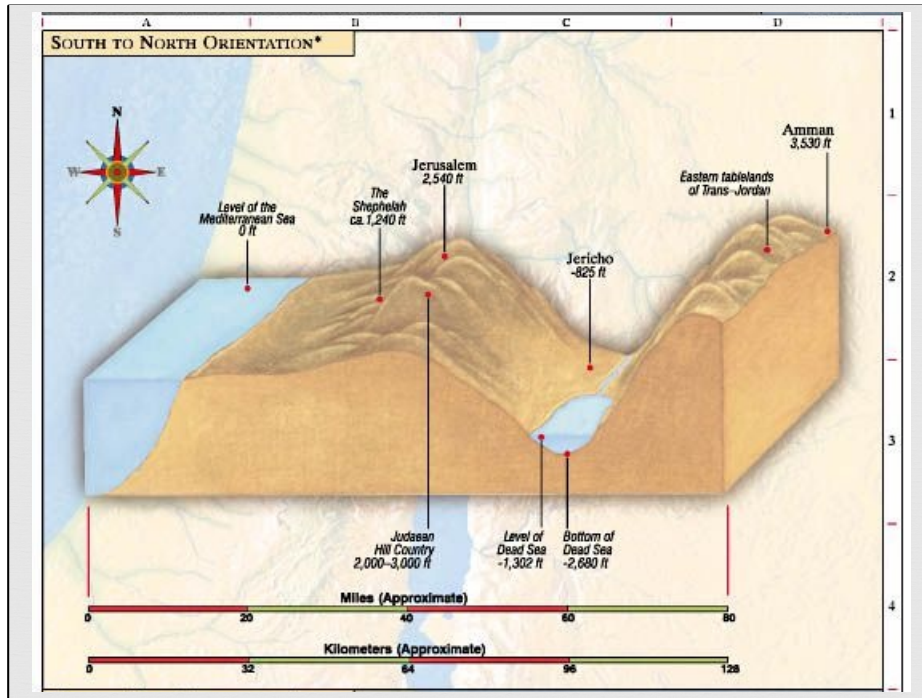 A B C D
SOUTH TO NORTH ORIENTATION*
1
2
3
4
N
W E
S
Level of the
Mediterranean Sea
0 ft
The
Shephelah
ca. 1,240 ft
Jerusalem
2,540 ft
Jericho
-825 ft
Eastern tablelands
of Trans-Jordan
Amman
3,530 ft
Judaean
Hill Country
2,000–3,000 ft
Level of
Dead Sea
-1,302 ft
Bottom of
Dead Sea
-2,680 ft
Miles (Approximate)
0 20 40 60 80
Kilometers (Approximate)
0 32 64 96 128